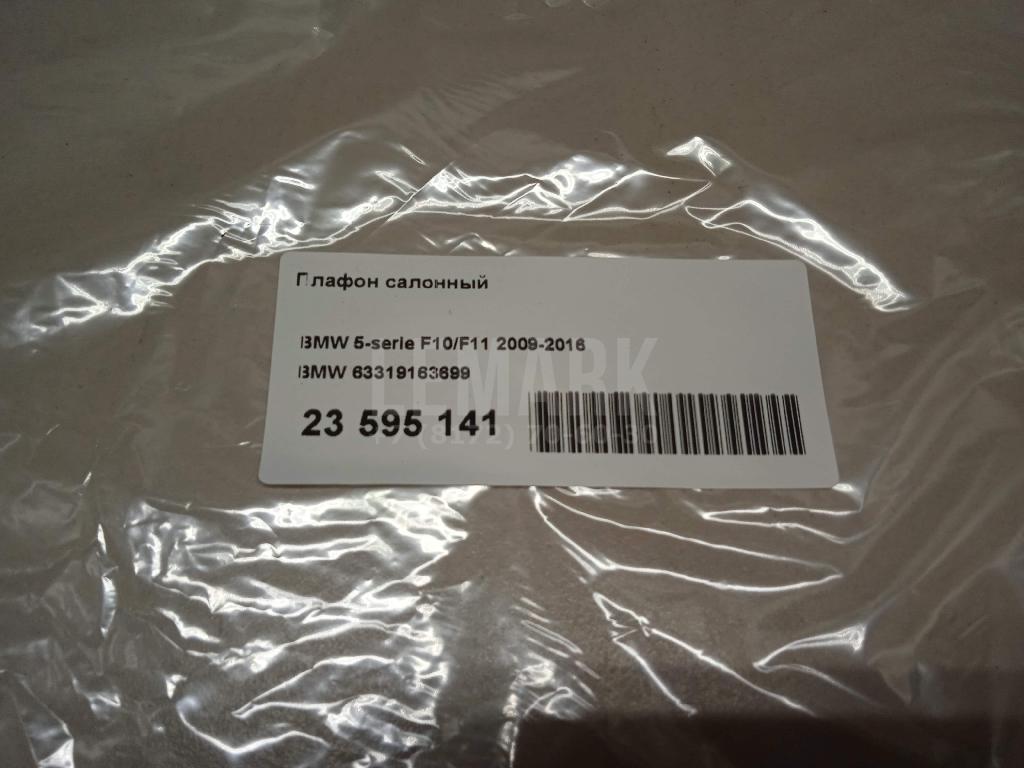 Плафон салонный
BMW 5-serie F10/F11 2009-2016
BMW 63319163699
LEMARK
23 595 141